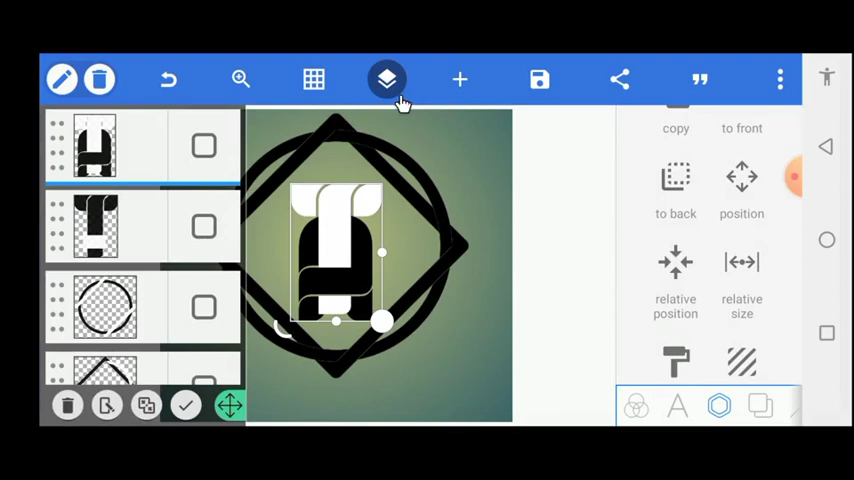 copy
to front
to back
position
relative
position
relative
size